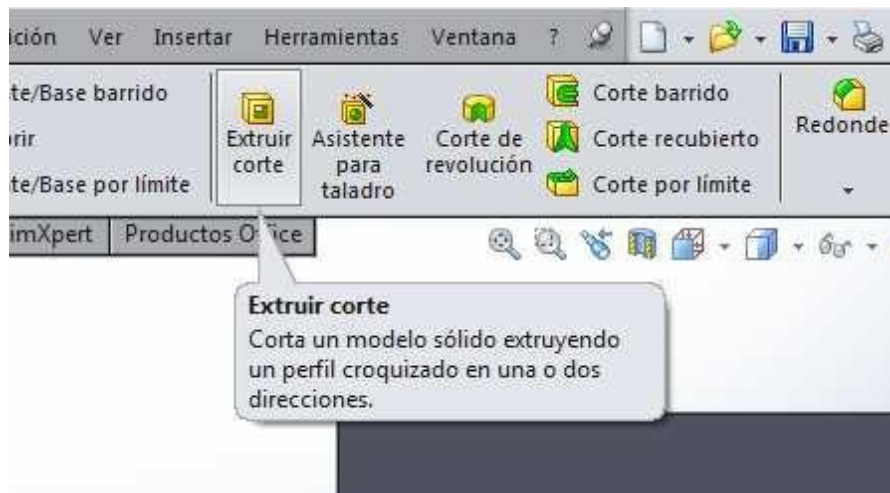 ición Ver Insertar Herramientas Ventana ?
te/Base barrido
rir
te/Base por límite
Extruir corte
Asistente para taladro
Corte de revolución
Corte barrido
Corte recubierto
Corte por límite
Redonde
imXpert Productos Office
Extruir corte
Corta un modelo sólido extruyendo
un perfil croquizado en una o dos
direcciones.